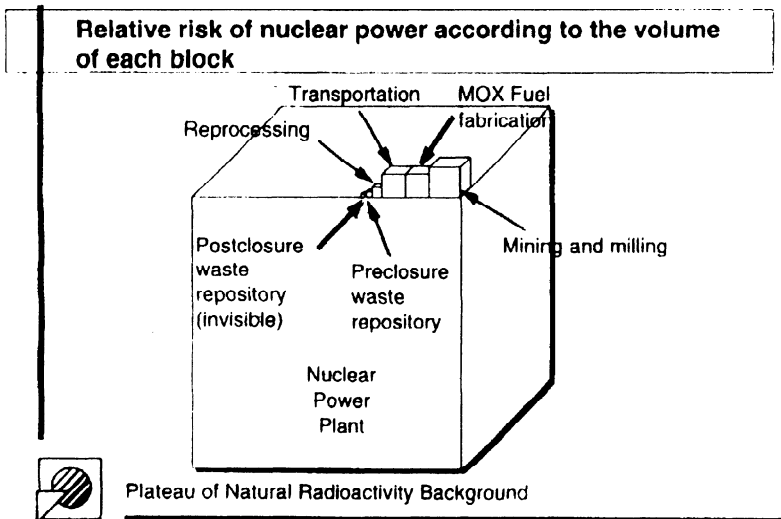 Relative risk of nuclear power according to the volume
of each block
Transportation
MOX Fuel
fabrication
Reprocessing
Mining and milling
Postclosure
waste
repository
(invisible)
Preclosure
waste
repository
Nuclear
Power
Plant
Plateau of Natural Radioactivity Background